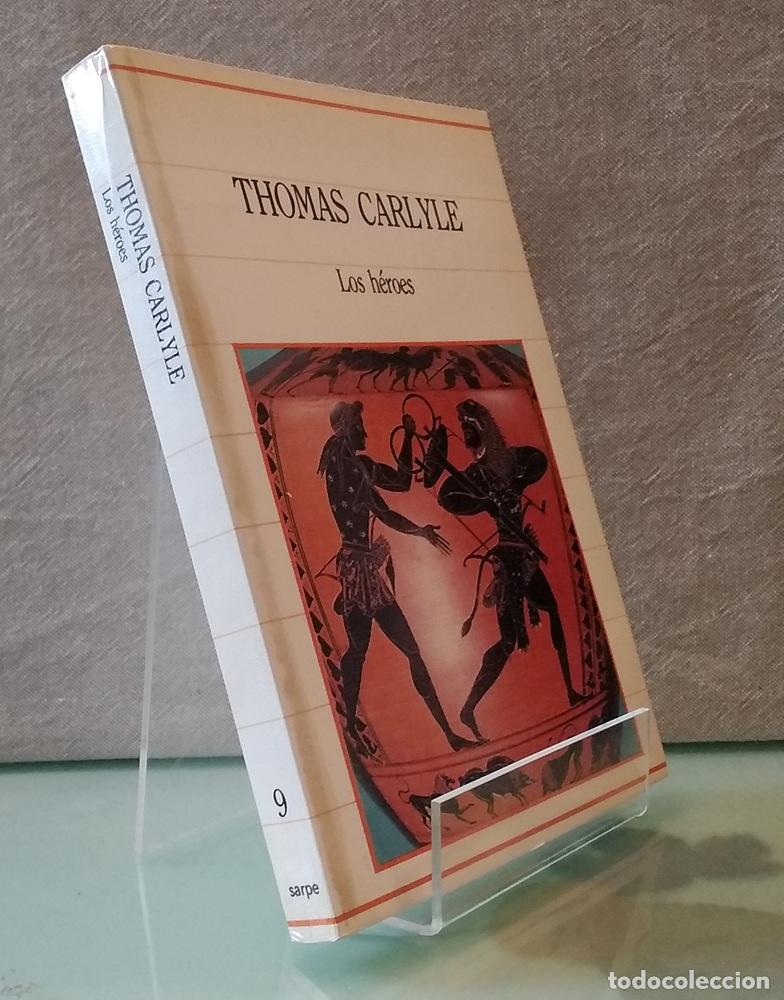 THOMAS CARLYLE
Los héroes
THOMAS CARLYLE
Los héroes
9
sarpe
todocoleccion